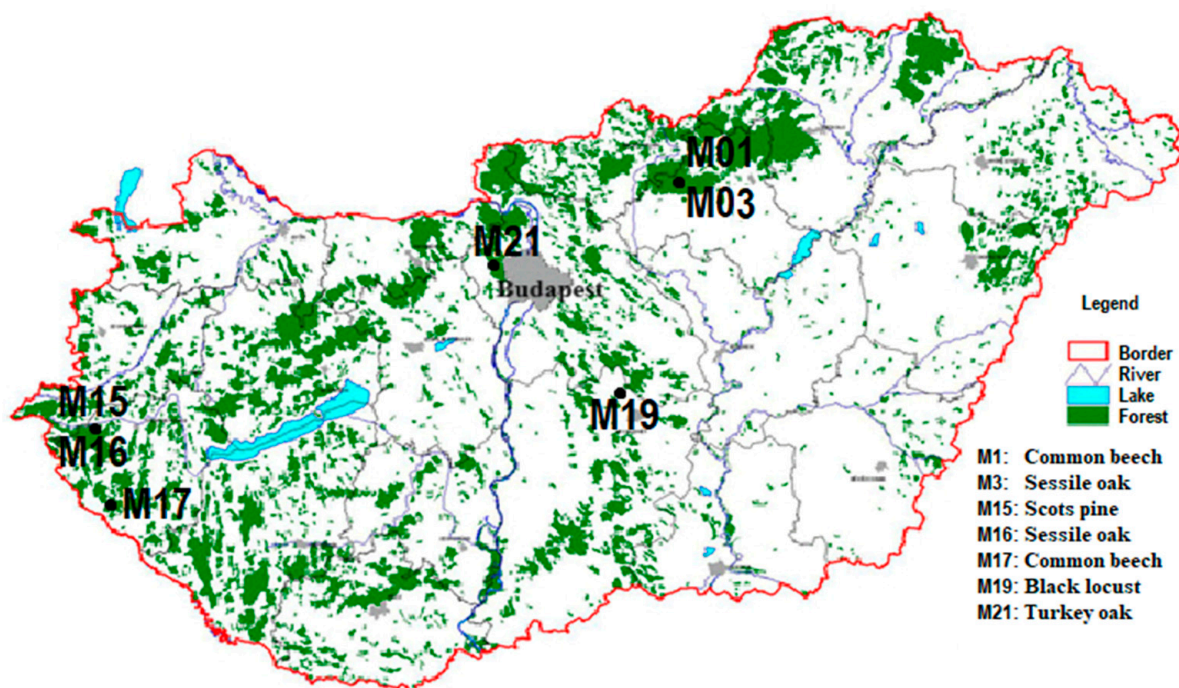 M01
M03
M21
Budapest
M15
M16
M17
M19
Legend
Border
River
Lake
Forest
M1: Common beech
M3: Sessile oak
M15: Scots pine
M16: Sessile oak
M17: Common beech
M19: Black locust
M21: Turkey oak